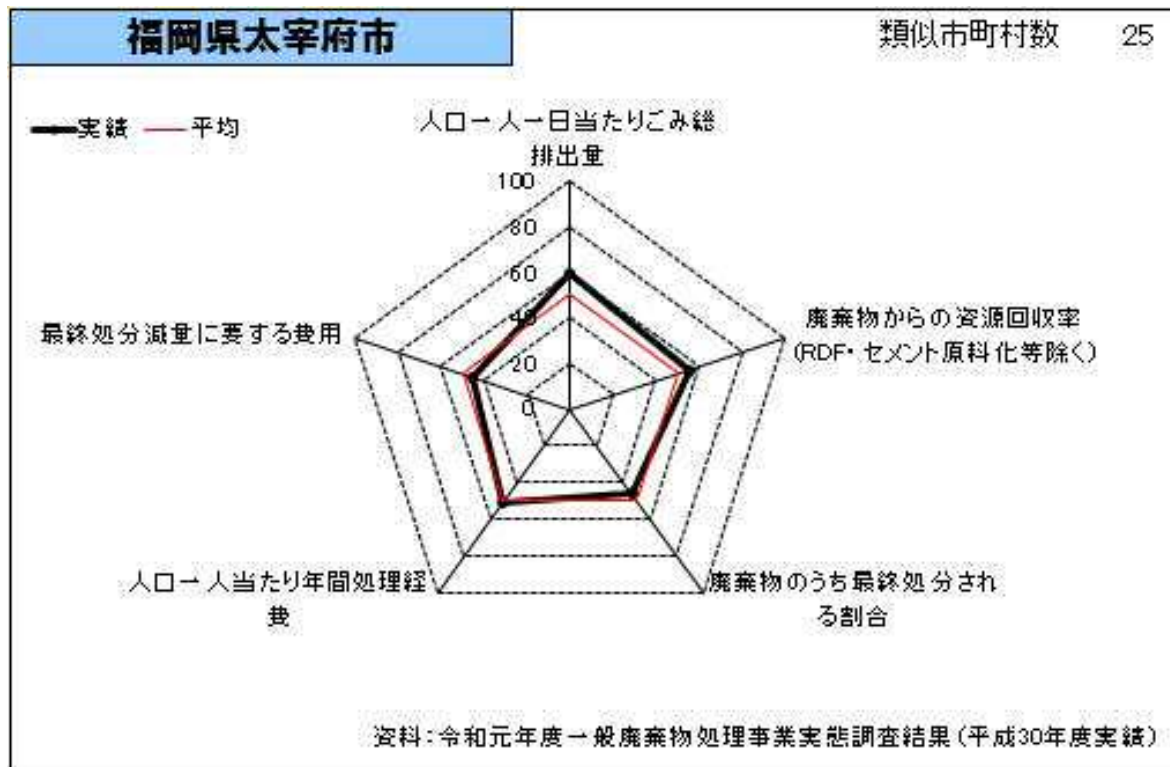 福岡県太宰府市
類似市町村数 25
実績 平均
人口一人一日当たりごみ総
排出量
100
80
60
40
20
0
廃棄物からの資源回収率
(RDF・セメント原料化等除く)
最終処分減量に要する費用
人口一人当たり年間処理経
費
廃棄物のうち最終処分され
る割合
資料:令和元年度一般廃棄物処理事業実態調査結果(平成30年度実績)